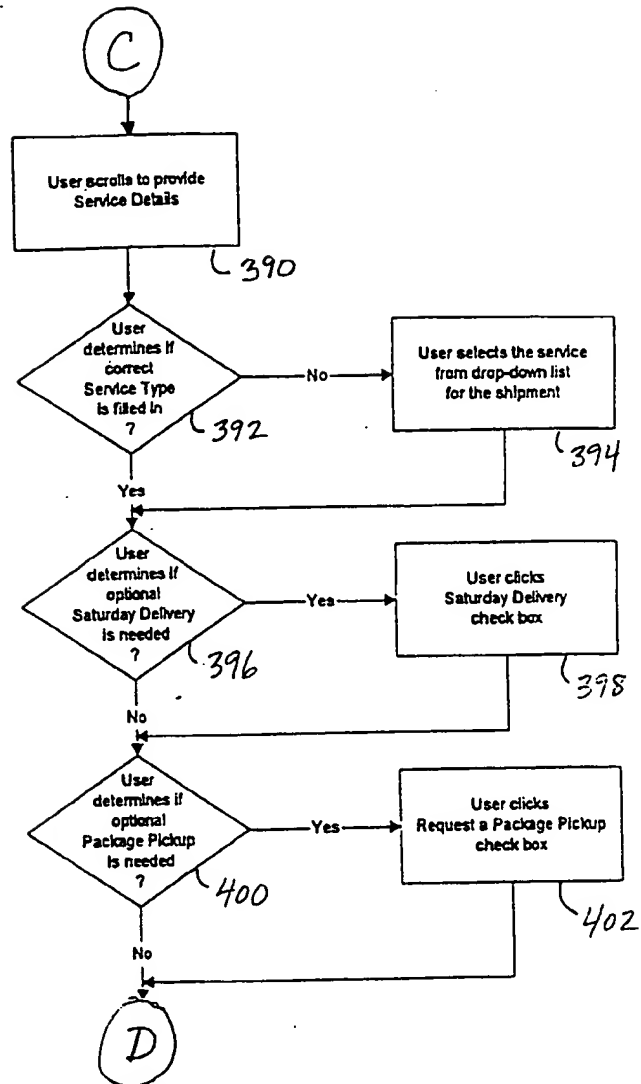 C
User scrolls to provide
Service Details
390
User
determines if
correct
Service Type
is filled in
?
392
No
User selects the service
from drop-down list
for the shipment
394
Yes
User
determines if
optional
Saturday Delivery
is needed
?
396
Yes
User clicks
Saturday Delivery
check box
398
No
User
determines if
optional
Package Pickup
is needed
?
400
Yes
User clicks
Request a Package Pickup
check box
402
No
D